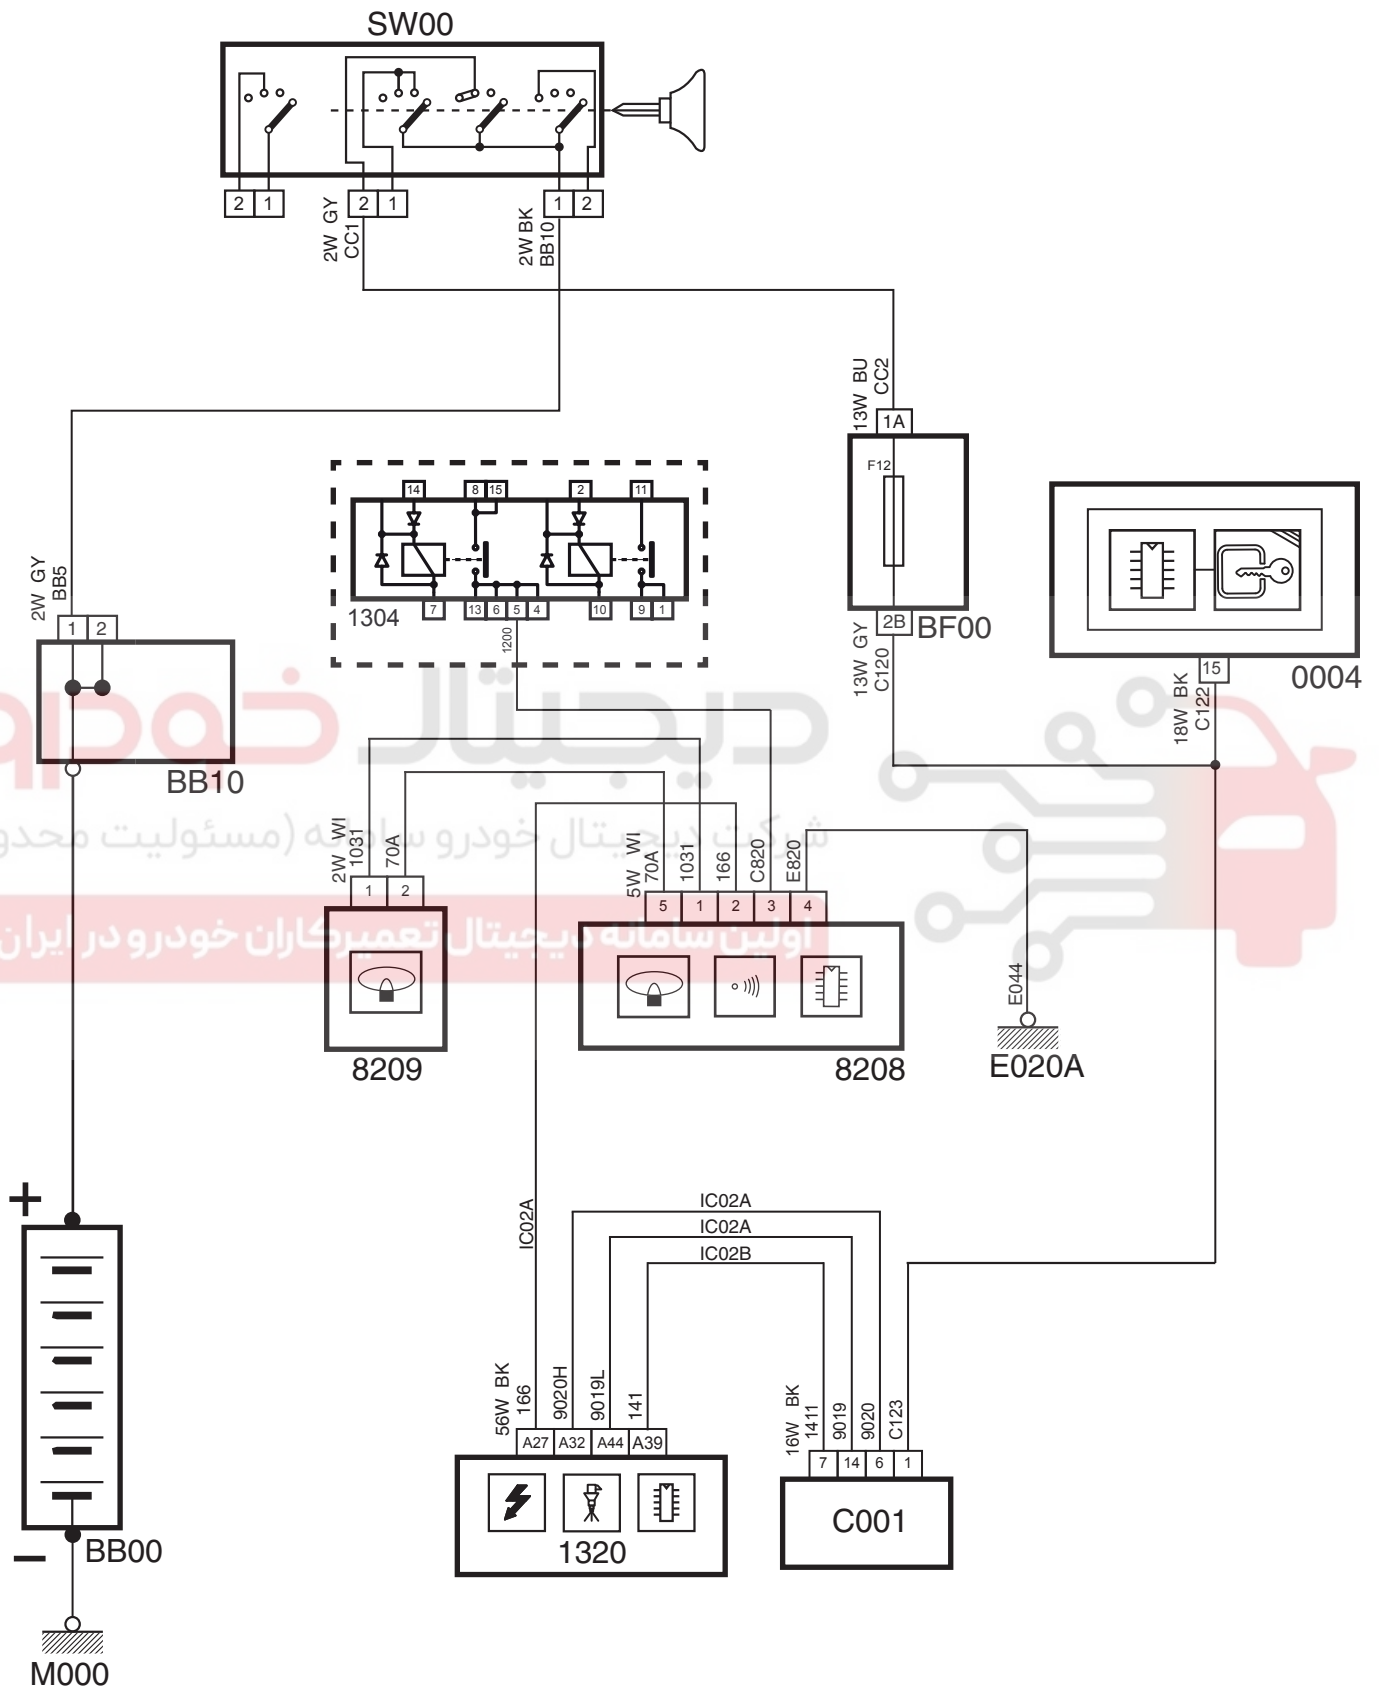 SW00
2 1
2 1
1 2
2W GY
CC1
2W BK
BB10
13W BU
CC2
1A
F12
2B
BF00
13W GY
C120
14 8 15 2 11
7 13 6 5 4 10 9 1
1304
1200
2W GY
BB5
1 2
BB10
0004
15
18W BK
C122
دیجیتال خودرو
شرکت دیجیتال خودرو سامانه (مسئولیت محدو
اولین سامانه دیجیتال تعمیرکاران خودرو در ایران
2W WI
1031
70A
1 2
8209
5W WI
70A
1031
166
C820
E820
5 1 2 3 4
8208
E044
E020A
+
BB00
−
M000
IC02A
IC02A
IC02A
IC02B
56W BK
166
9020H
9019L
141
A27 A32 A44 A39
1320
16W BK
1411
9019
9020
C123
7 14 6 1
C001